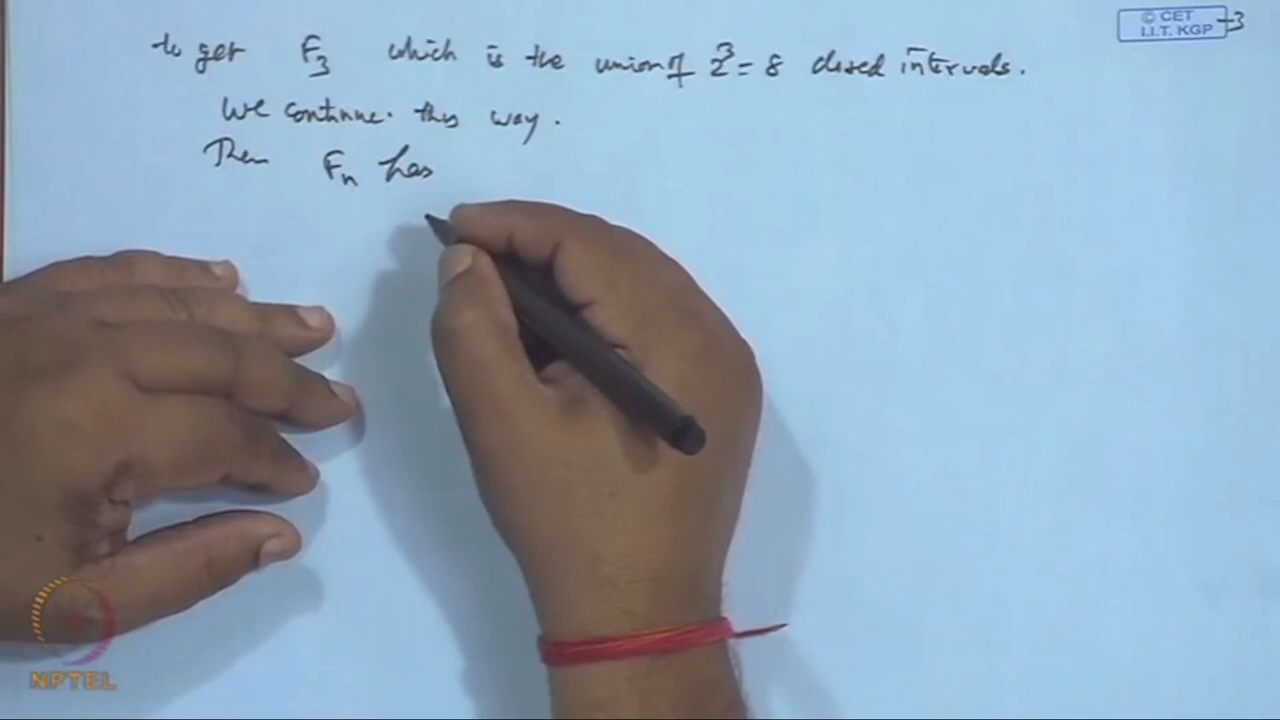 © CET
I.I.T. KGP
-3
to get F₃ which is the union of 2³ = 8 closed intervals.
We continue this way.
Then Fₙ has
NPTEL